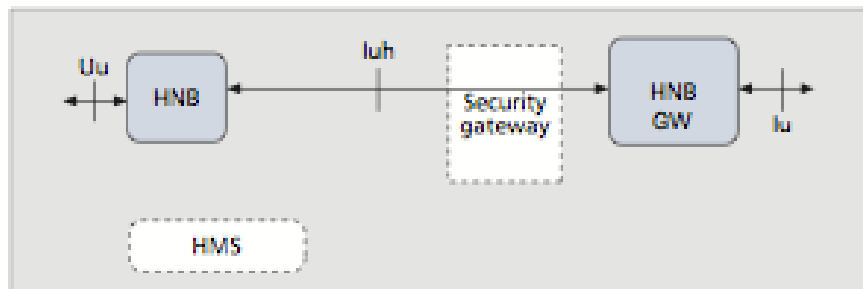 Uu
HNB
Iuh
Security
gateway
HNB
GW
Iu
HMS